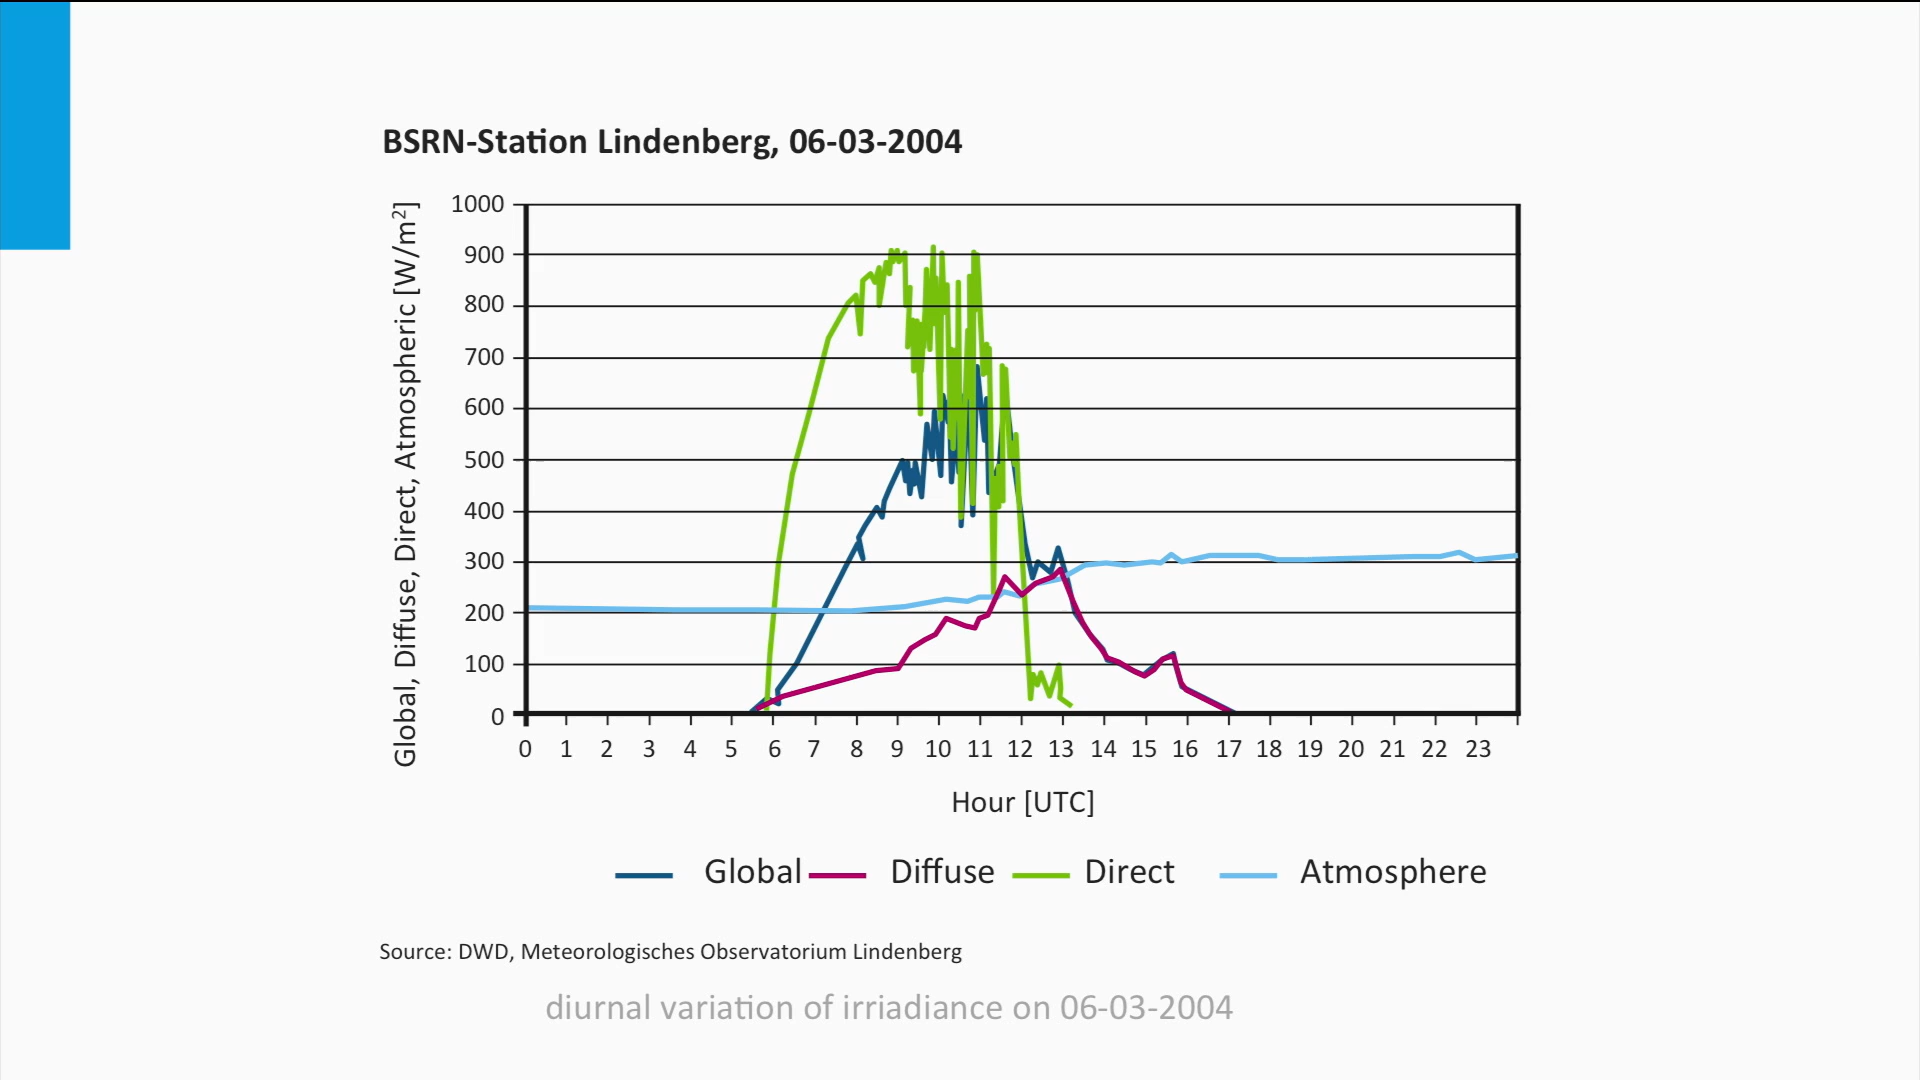 BSRN-Station Lindenberg, 06-03-2004
Global, Diffuse, Direct, Atmospheric [W/m²]
1000
900
800
700
600
500
400
300
200
100
0
0 1 2 3 4 5 6 7 8 9 10 11 12 13 14 15 16 17 18 19 20 21 22 23
Hour [UTC]
Global Diffuse Direct Atmosphere
Source: DWD, Meteorologisches Observatorium Lindenberg
diurnal variation of irriadiance on 06-03-2004